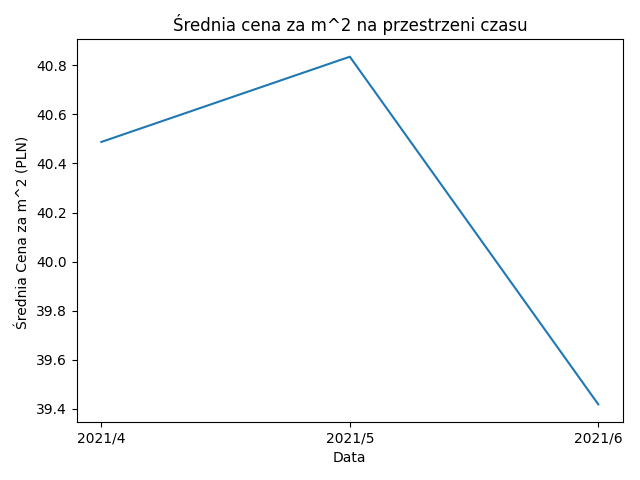 Średnia cena za m^2 na przestrzeni czasu
Średnia Cena za m^2 (PLN)
40.8
40.6
40.4
40.2
40.0
39.8
39.6
39.4
2021/4 2021/5 2021/6
Data